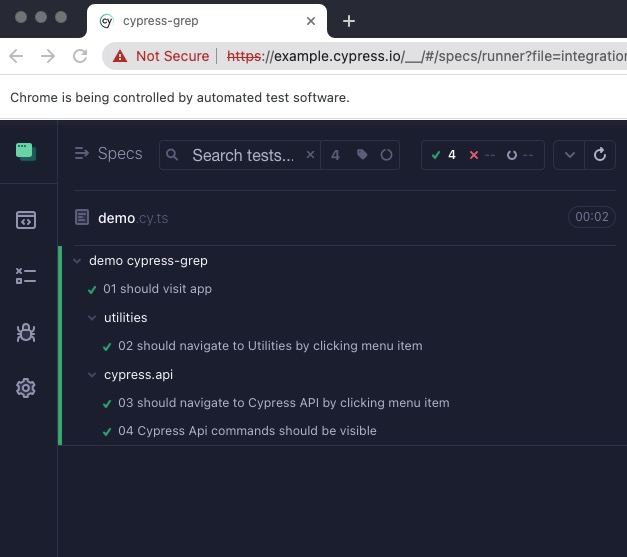 cy cypress-grep
Not Secure https://example.cypress.io/__/#/specs/runner?file=integration
Chrome is being controlled by automated test software.
Specs Search tests... 4 4 -- --
demo.cy.ts 00:02
demo cypress-grep
01 should visit app
utilities
02 should navigate to Utilities by clicking menu item
cypress.api
03 should navigate to Cypress API by clicking menu item
04 Cypress Api commands should be visible